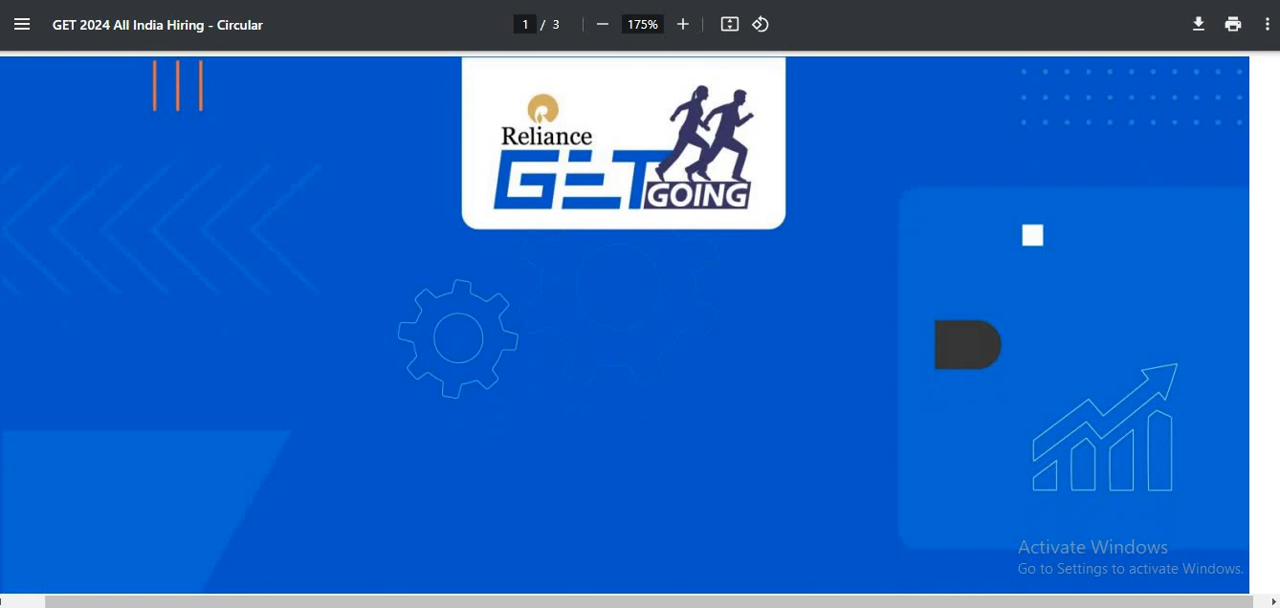 GET 2024 All India Hiring - Circular
1 / 3
175%
Reliance
GET
GOING
Activate Windows
Go to Settings to activate Windows.